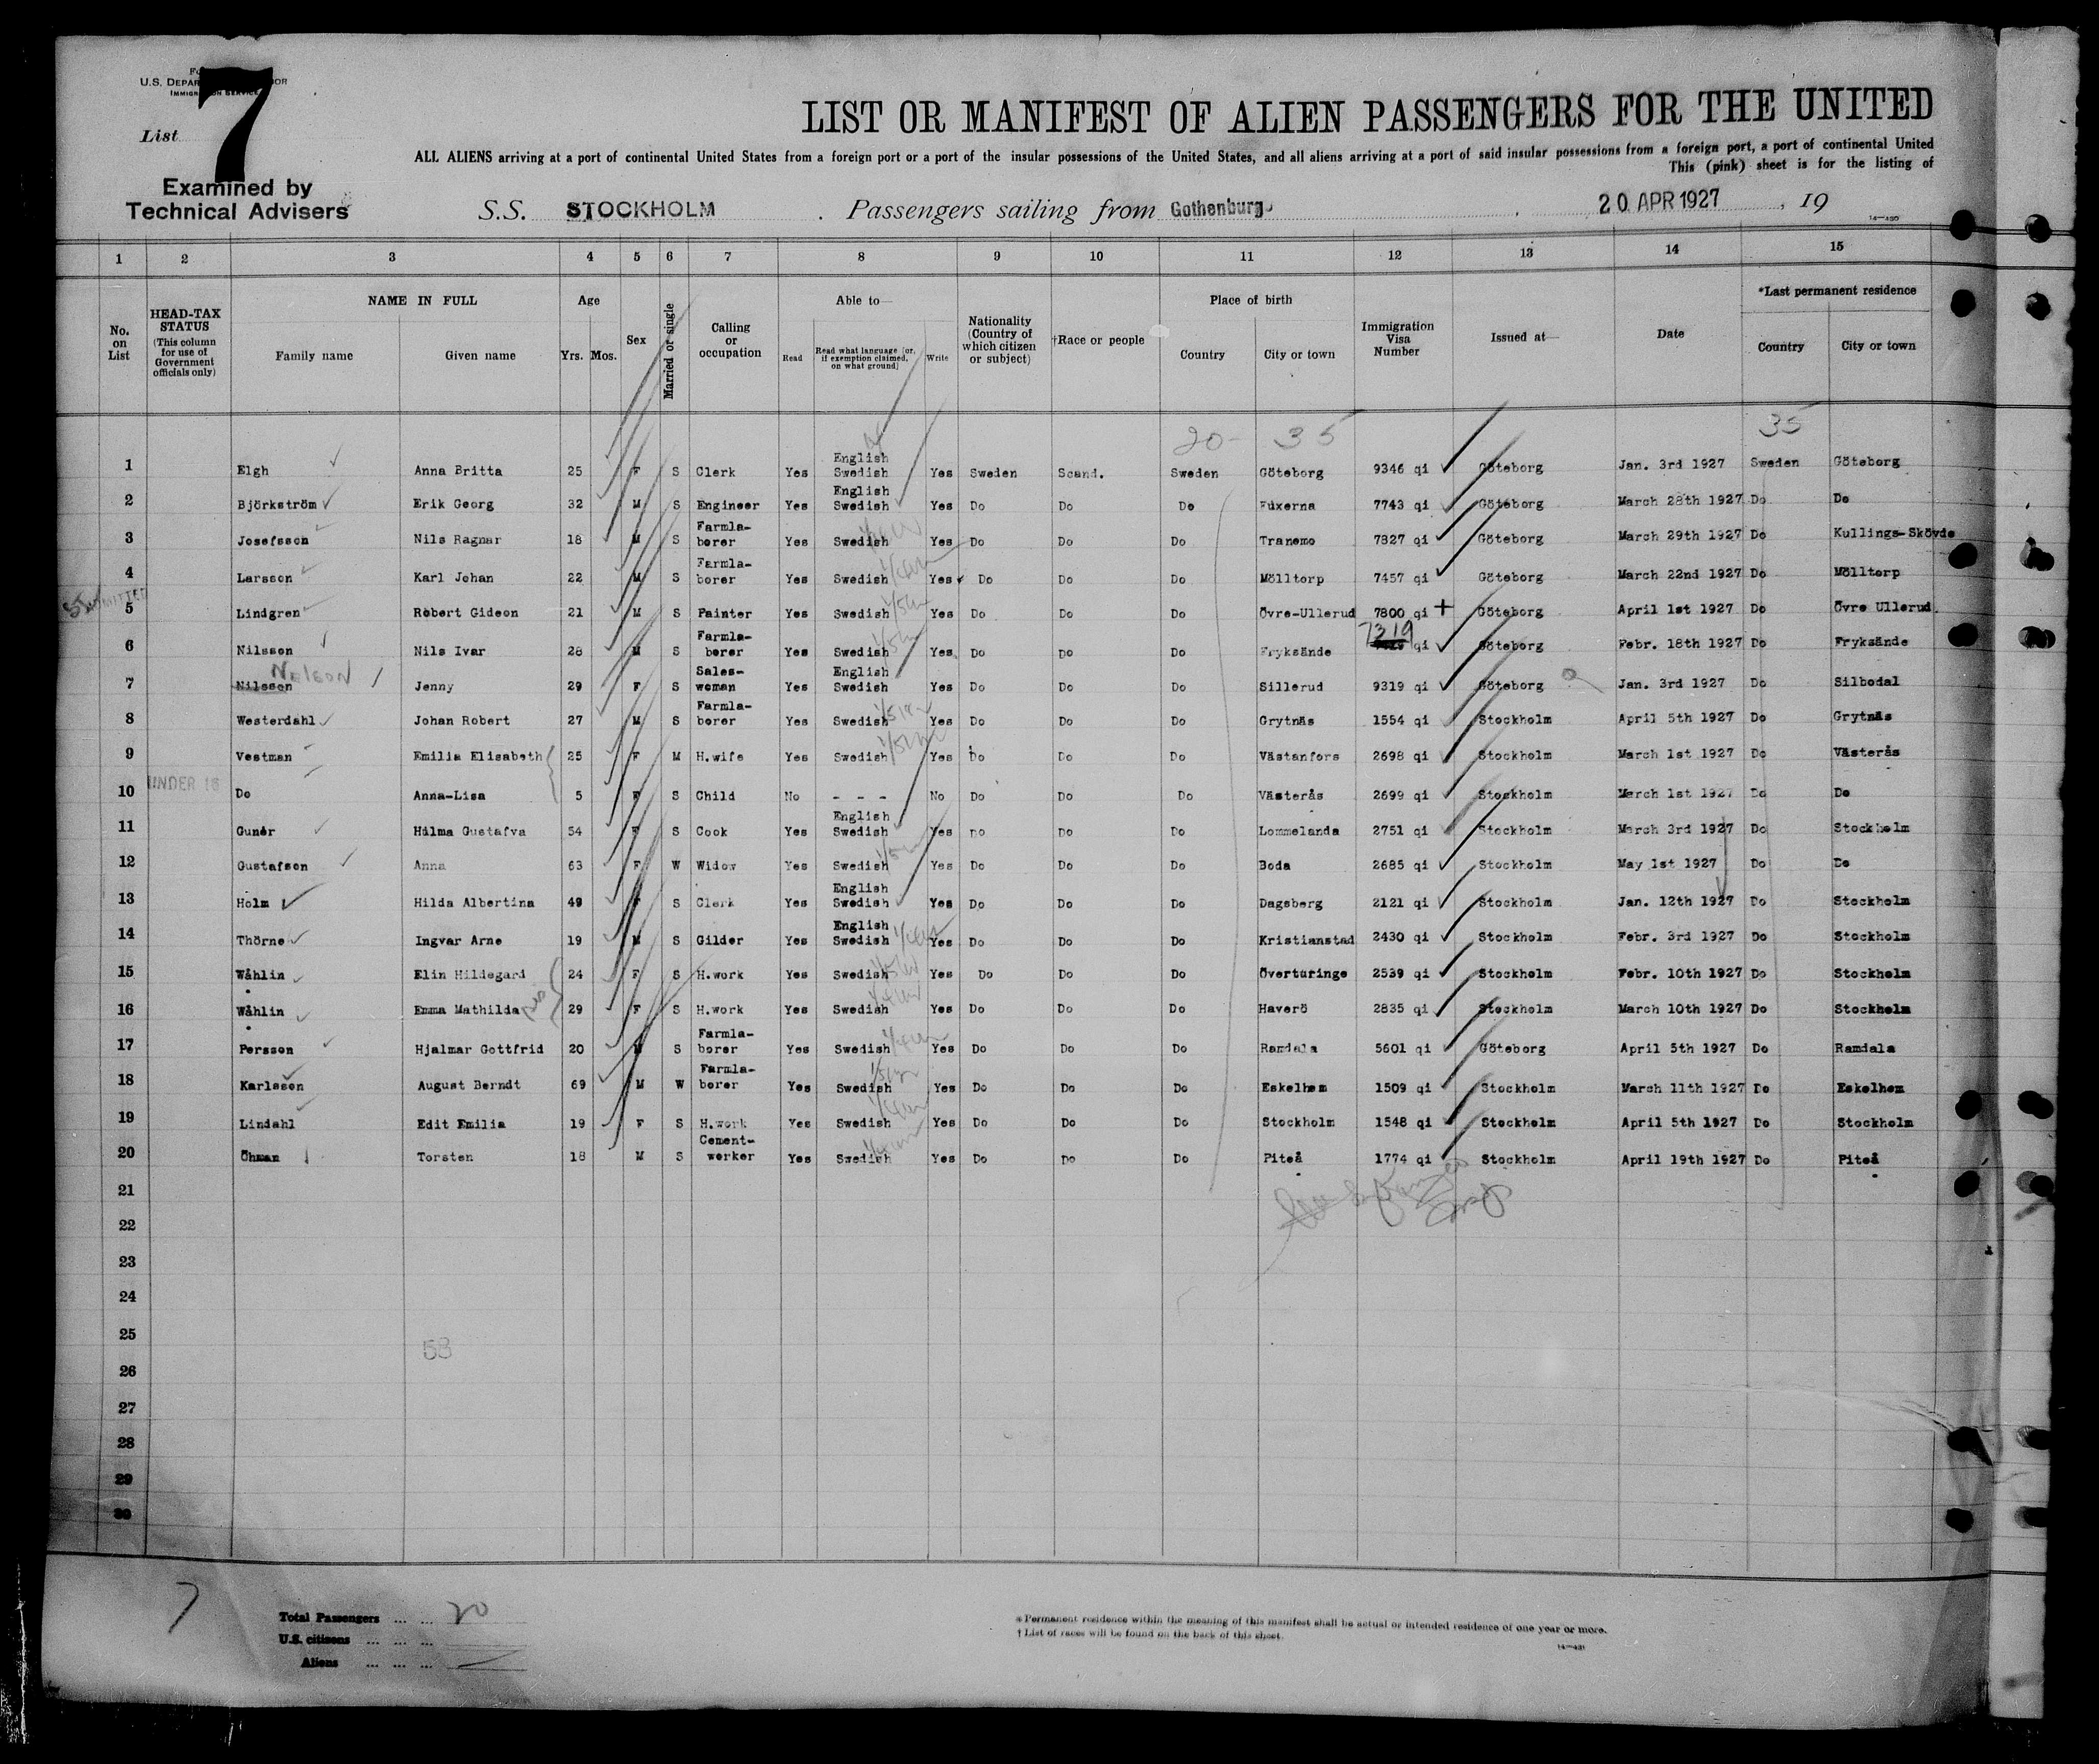 7
List
Examined by
Technical Advisers
LIST OR MANIFEST OF ALIEN PASSENGERS FOR THE UNITED
ALL ALIENS arriving at a port of continental United States from a foreign port or a port of the insular possessions of the United States, and all aliens arriving at a port of said insular possessions from a foreign port, a port of continental United
This (pink) sheet is for the listing of
S.S. STOCKHOLM . Passengers sailing from Gothenburg. , 20 APR 1927 , 19
1 2 3 4 5 6 7 8 9 10 11 12 13 14 15
No. on List HEAD-TAX STATUS (This column for use of Government officials only) NAME IN FULL Family name Given name Age Yrs. Mos. Sex Married or single Calling or occupation Able to— Read Read what language (or, if exemption claimed, on what ground) Write Nationality (Country of which citizen or subject) †Race or people Place of birth Country City or town Immigration Visa Number Issued at— Date *Last permanent residence Country City or town
20- 35 35
1 Elgh Anna Britta 25 F S Clerk Yes English Swedish Yes Sweden Scand. Sweden Göteborg 9346 qi Göteborg Jan. 3rd 1927 Sweden Göteborg
2 Björkström Erik Georg 32 M S Engineer Yes English Swedish Yes Do Do Do Fuxerna 7743 qi Göteborg March 28th 1927 Do Do
3 Josefsson Nils Ragnar 18 M S Farmla-borer Yes Swedish Yes Do Do Do Tranemo 7827 qi Göteborg March 29th 1927 Do Kullings-Skövde
4 Larsson Karl Johan 22 M S Farmla-borer Yes Swedish Yes Do Do Do Mölltorp 7457 qi Göteborg March 22nd 1927 Do Mölltorp
5 Lindgren Robert Gideon 21 M S Painter Yes Swedish Yes Do Do Do Övre-Ullerud 7800 qi + Göteborg April 1st 1927 Do Övre Ullerud.
6 Nilsson Nils Ivar 28 M S Farmla-borer Yes Swedish Yes. Do Do Do Fryksände 7319 qi Göteborg Febr. 18th 1927 Do Fryksände
NELSON
7 Nilsson Jenny 29 F S Sales-woman Yes English Swedish Yes Do Do Do Sillerud 9319 qi Göteborg Jan. 3rd 1927 Do Silbodal
8 Westerdahl Johan Robert 27 M S Farmla-borer Yes Swedish Yes Do Do Do Grytnäs 1554 qi Stockholm April 5th 1927 Do Grytnäs
9 Vestman Emilia Elisabeth 25 F M H.wife Yes Swedish Yes Do Do Do Västanfors 2698 qi Stockholm March 1st 1927 Do Västerås
10 UNDER 16 Do Anna-Lisa 5 F S Child No - - - No Do Do Do Västerås 2699 qi Stockholm March 1st 1927 Do Do
11 Gunér Hilma Gustafva 54 F S Cook Yes English Swedish Yes Do Do Do Lommelanda 2751 qi Stockholm March 3rd 1927 Do Stockholm
12 Gustafson Anna 63 F W Widow Yes Swedish Yes Do Do Do Boda 2685 qi Stockholm May 1st 1927 Do Do
13 Holm Hilda Albertina 49 F S Clerk Yes English Swedish Yes Do Do Do Dagsberg 2121 qi Stockholm Jan. 12th 1927 Do Stockholm
14 Thörne Ingvar Arne 19 M S Gilder Yes English Swedish Yes Do Do Do Kristianstad 2430 qi Stockholm Febr. 3rd 1927 Do Stockholm
15 Wåhlin Elin Hildegard 24 F S H.work Yes Swedish Yes Do Do Do Överturinge 2539 qi Stockholm Febr. 10th 1927 Do Stockholm
16 Wåhlin Emma Mathilda 29 F S H.work Yes Swedish Yes Do Do Do Haverö 2835 qi Stockholm March 10th 1927 Do Stockholm
17 Persson Hjalmar Gottfrid 20 M S Farmla-borer Yes Swedish Yes Do Do Do Ramdala 5601 qi Göteborg April 5th 1927 Do Ramdala
18 Karlsson August Berndt 69 M W Farmla-borer Yes Swedish Yes Do Do Do Eskelhem 1509 qi Stockholm March 11th 1927 Do Eskelhem
19 Lindahl Edit Emilia 19 F S H.work Yes Swedish Yes Do Do Do Stockholm 1548 qi Stockholm April 5th 1927 Do Stockholm
20 Öhman Torsten 18 M S Cement-worker Yes Swedish Yes Do Do Do Piteå 1774 qi Stockholm April 19th 1927 Do Piteå
21
22
23
24
25
53
26
27
28
29
30
7
Total Passengers ... ... 20
U.S. citizens ... ... ...
Aliens ... ... ...
*Permanent residence within the meaning of this manifest shall be actual or intended residence of one year or more.
†List of races will be found on the back of this sheet.